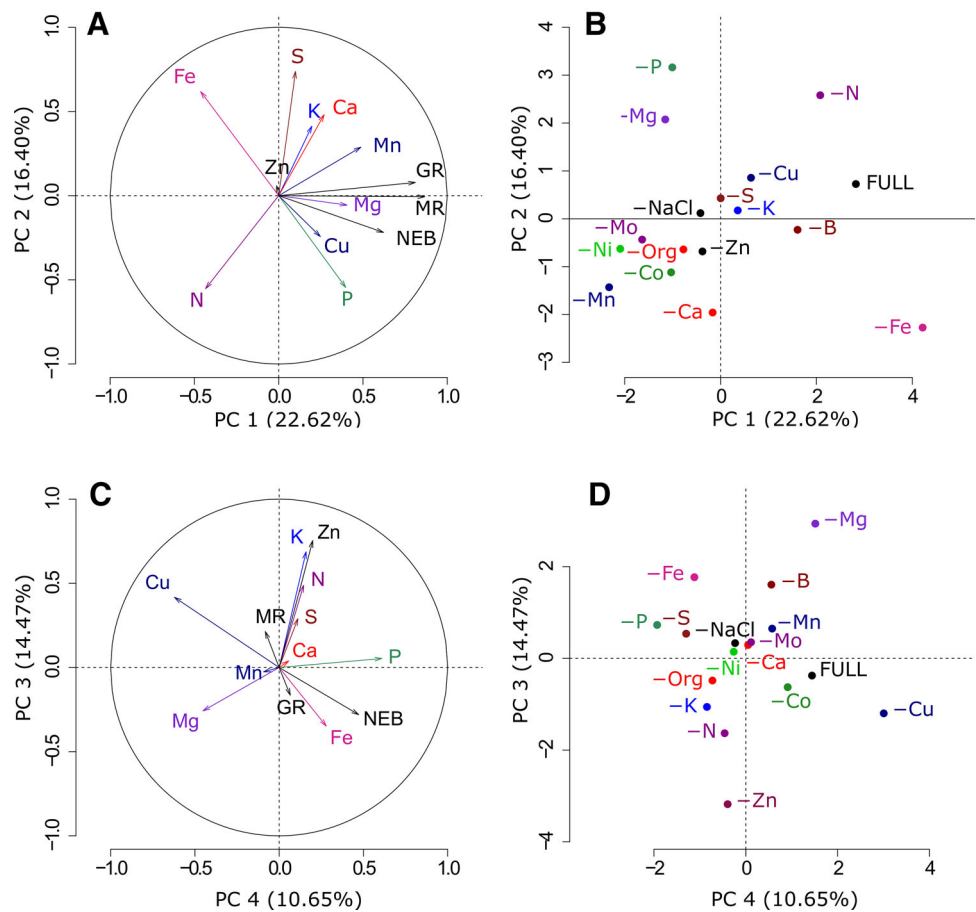 A
1.0
0.5
0.0
−0.5
−1.0
PC 2 (16.40%)
Fe
S
K
Ca
Mn
Zn
GR
Mg
MR
Cu
NEB
N
P
−1.0
−0.5
0.0
0.5
1.0
PC 1 (22.62%)
B
4
3
2
1
0
−1
−2
−3
PC 2 (16.40%)
−P
−N
-Mg
−Cu
FULL
−S
−NaCl
−K
−B
−Mo
−Ni
−Org
−Zn
−Co
−Mn
−Ca
−Fe
−2
0
2
4
PC 1 (22.62%)
C
1.0
0.5
0.0
−0.5
−1.0
PC 3 (14.47%)
K
Zn
Cu
N
MR
S
Ca
P
Mn
Mg
GR
NEB
Fe
−1.0
−0.5
0.0
0.5
1.0
PC 4 (10.65%)
D
2
0
−2
−4
PC 3 (14.47%)
−Mg
−Fe
−B
−P
−S
−NaCl
−Mn
−Mo
−Ni
−Ca
−Org
FULL
−K
−Co
−N
−Cu
−Zn
−2
0
2
4
PC 4 (10.65%)